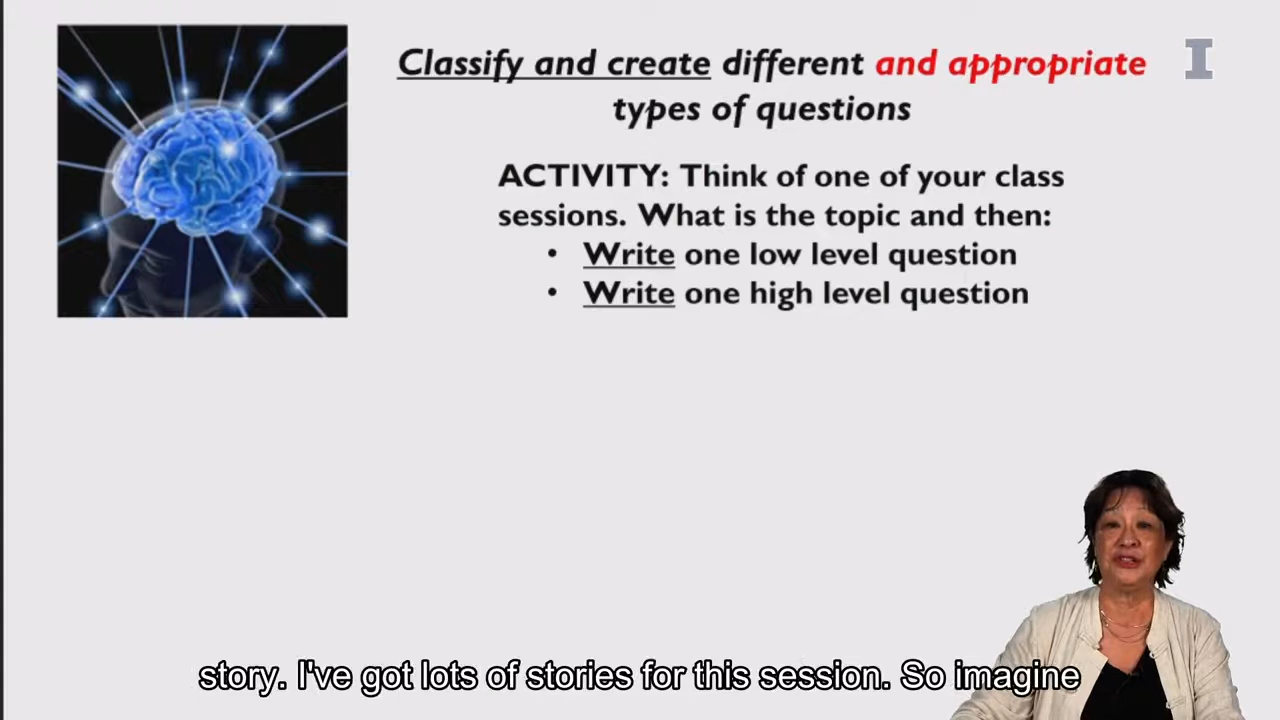 Classify and create different and appropriate
I
types of questions
ACTIVITY: Think of one of your class
sessions. What is the topic and then:
• Write one low level question
• Write one high level question
story. I've got lots of stories for this session. So imagine